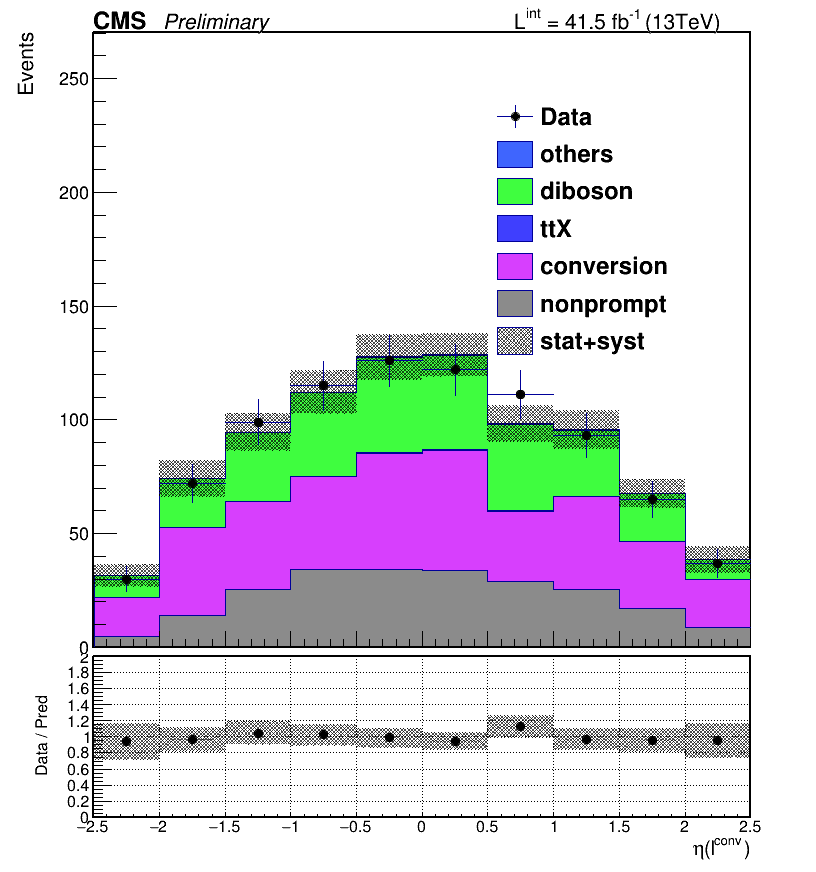 CMS Preliminary L^int = 41.5 fb^-1 (13TeV)
Events
250
200
150
100
50
0
Data
others
diboson
ttX
conversion
nonprompt
stat+syst
Data / Pred
2
1.8
1.6
1.4
1.2
1
0.8
0.6
0.4
0.2
0
−2.5 −2 −1.5 −1 −0.5 0 0.5 1 1.5 2 2.5
η(l^conv)